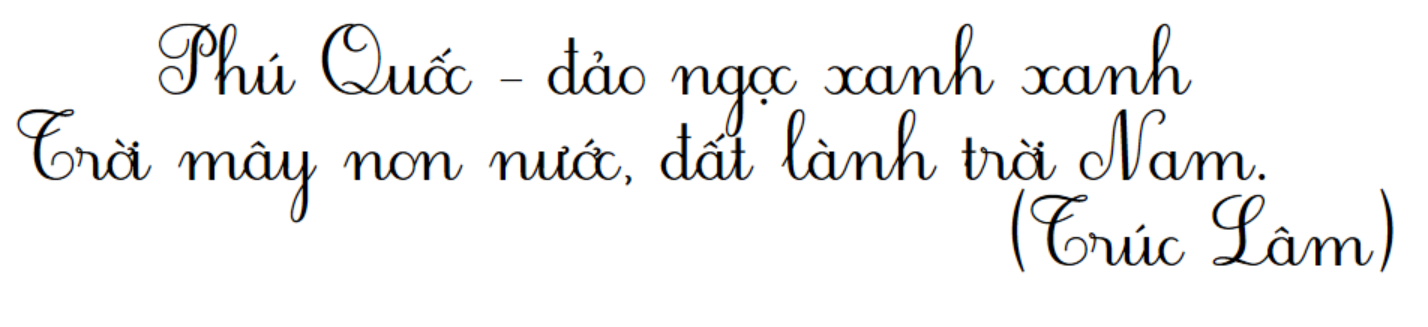 Phú Quốc - đảo ngọc xanh xanh
Trời mây non nước, đất lành trời Nam.
(Trúc Lâm)